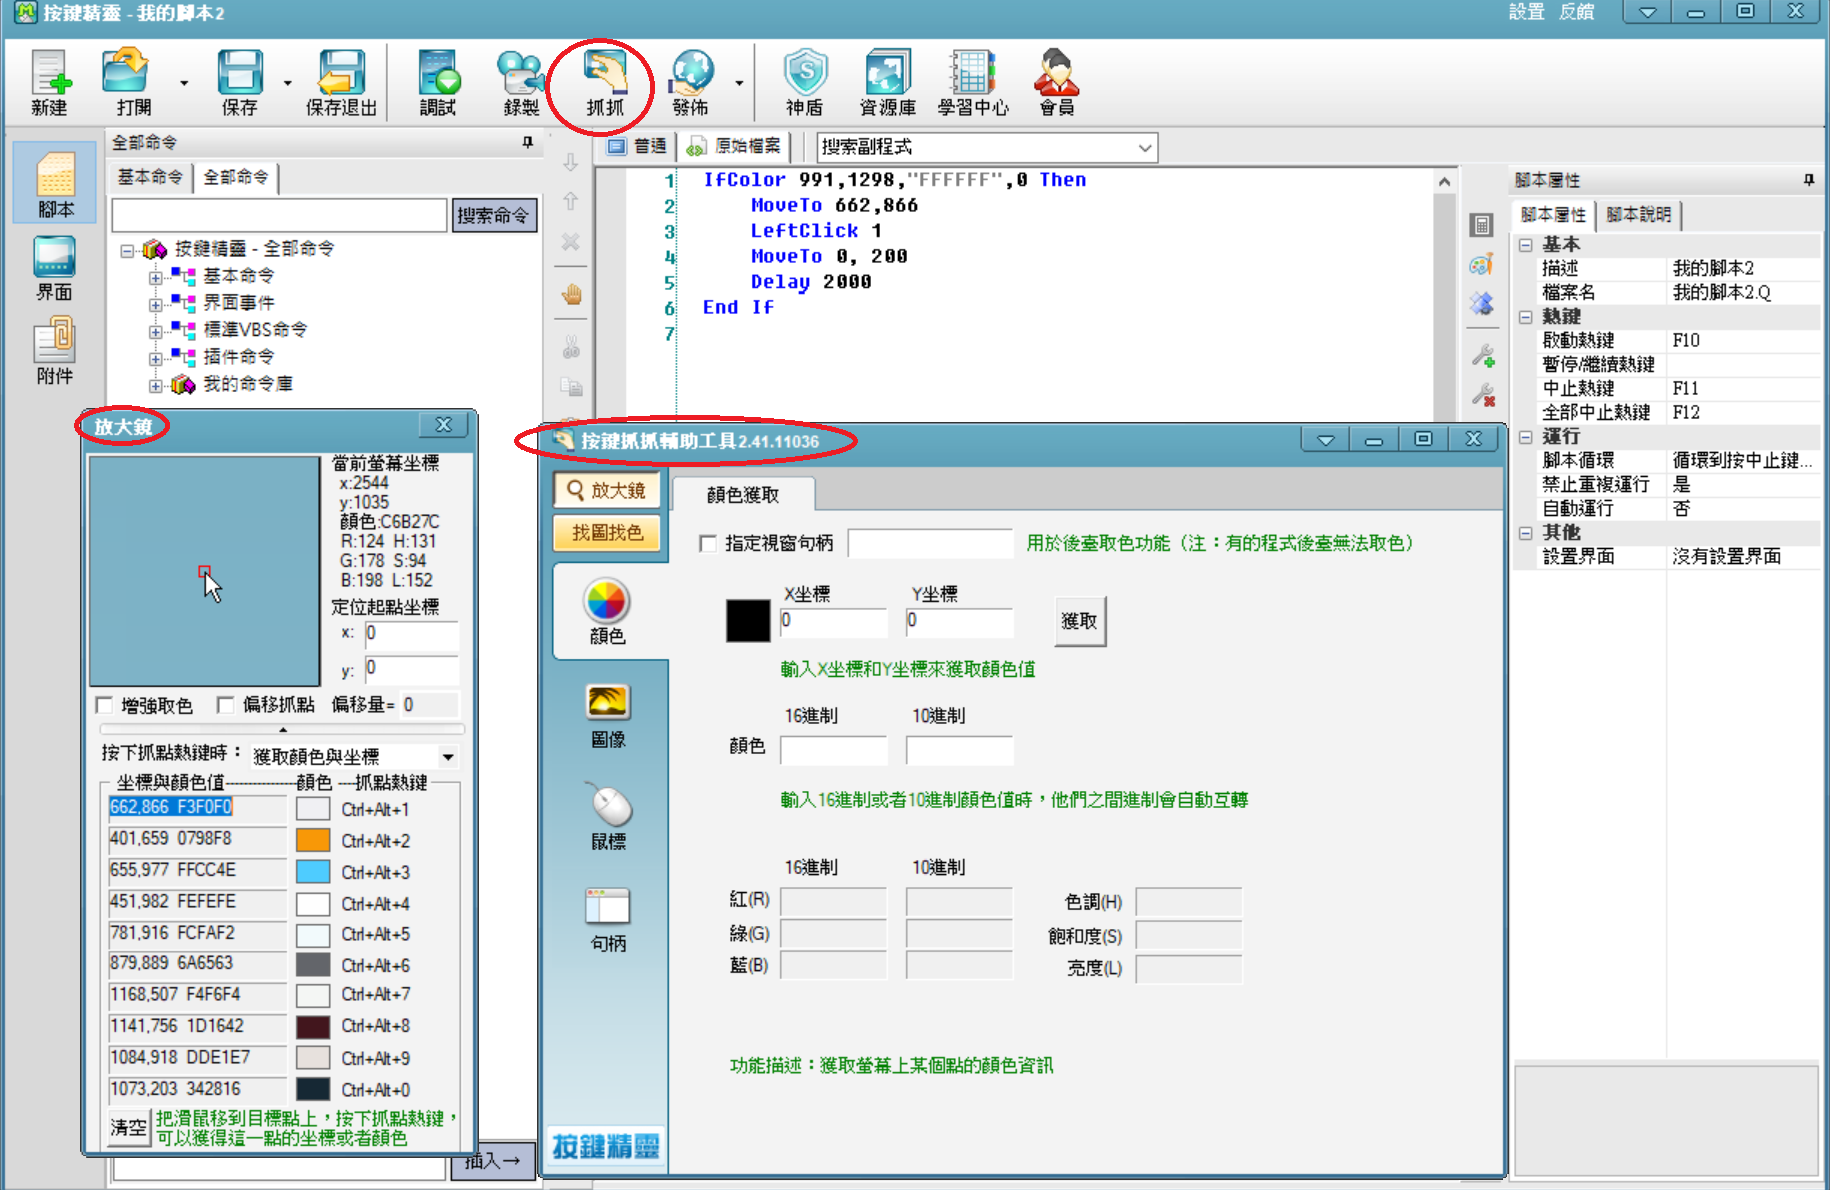 按鍵精靈 - 我的腳本2
設置 反饋
新建 打開 保存 保存退出 調試 錄製 抓抓 發佈 神盾 資源庫 學習中心 會員
腳本
界面
附件
全部命令
基本命令 全部命令
搜索命令
按鍵精靈 - 全部命令
基本命令
界面事件
標準VBS命令
插件命令
我的命令庫
普通 原始檔案 搜索副程式
1 IfColor 991,1298,"FFFFFF",0 Then
2 MoveTo 662,866
3 LeftClick 1
4 MoveTo 0, 200
5 Delay 2000
6 End If
7
腳本屬性
腳本屬性 腳本說明
基本
描述 我的腳本2
檔案名 我的腳本2.Q
熱鍵
啟動熱鍵 F10
暫停/繼續熱鍵
中止熱鍵 F11
全部中止熱鍵 F12
運行
腳本循環 循環到按中止鍵...
禁止重複運行 是
自動運行 否
其他
設置界面 沒有設置界面
放大鏡
當前螢幕坐標
x:2544
y:1035
顏色:C6B27C
R:124 H:131
G:178 S:94
B:198 L:152
定位起點坐標
x: 0
y: 0
增強取色 偏移抓點 偏移量= 0
按下抓點熱鍵時： 獲取顏色與坐標
坐標與顏色值--------------顏色 ----抓點熱鍵
662,866 F3F0F0 Ctrl+Alt+1
401,659 0798F8 Ctrl+Alt+2
655,977 FFCC4E Ctrl+Alt+3
451,982 FEFEFE Ctrl+Alt+4
781,916 FCFAF2 Ctrl+Alt+5
879,889 6A6563 Ctrl+Alt+6
1168,507 F4F6F4 Ctrl+Alt+7
1141,756 1D1642 Ctrl+Alt+8
1084,918 DDE1E7 Ctrl+Alt+9
1073,203 342816 Ctrl+Alt+0
清空 把滑鼠移到目標點上，按下抓點熱鍵，
可以獲得這一點的坐標或者顏色
插入→
按鍵抓抓輔助工具2.41.11036
放大鏡
找圖找色
顏色
圖像
鼠標
句柄
按鍵精靈
顏色獲取
指定視窗句柄 用於後臺取色功能（注：有的程式後臺無法取色）
X坐標 Y坐標
0 0 獲取
輸入X坐標和Y坐標來獲取顏色值
16進制 10進制
顏色
輸入16進制或者10進制顏色值時，他們之間進制會自動互轉
16進制 10進制
紅(R) 色調(H)
綠(G) 飽和度(S)
藍(B) 亮度(L)
功能描述：獲取螢幕上某個點的顏色資訊